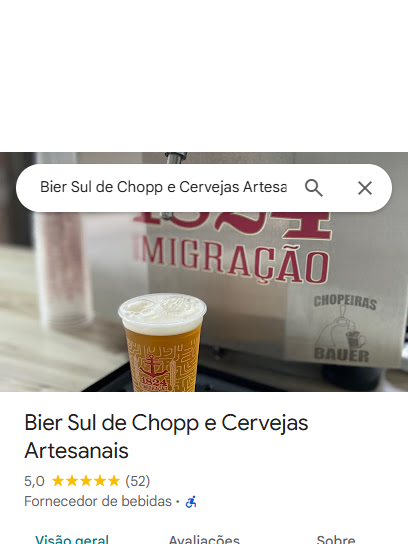 Bier Sul de Chopp e Cervejas Artesa
1824
IMIGRAÇÃO
CHOPEIRAS
BAUER
1824
Bier Sul de Chopp e Cervejas
Artesanais
5,0 ★★★★★ (52)
Fornecedor de bebidas ·
Visão geral Avaliações Sobre